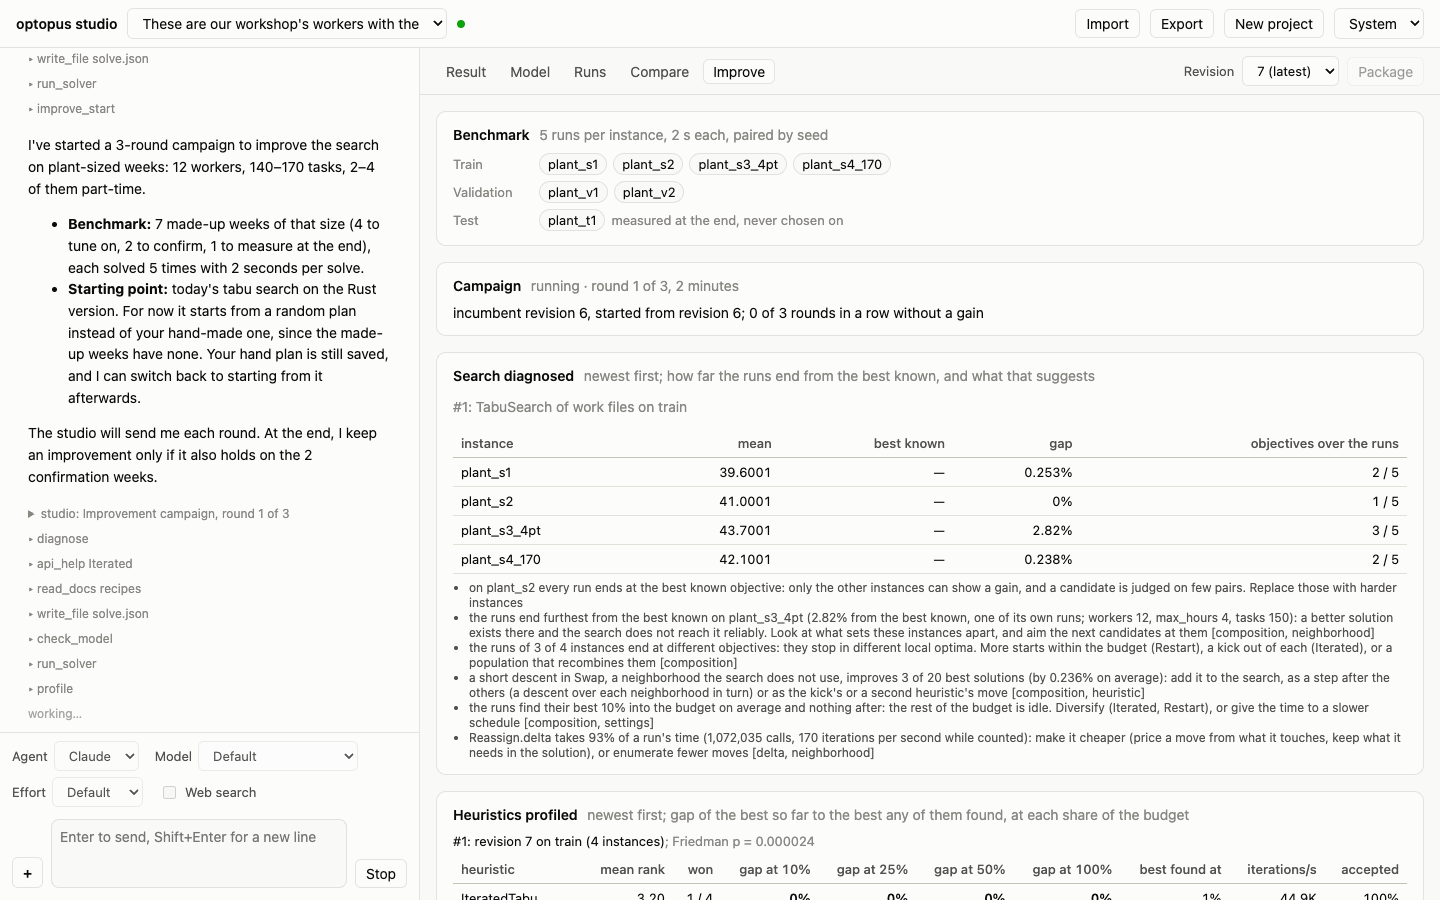 optopus studio
These are our workshop's workers with the
Import
Export
New project
System
write_file solve.json
run_solver
improve_start
I've started a 3-round campaign to improve the search
on plant-sized weeks: 12 workers, 140–170 tasks, 2–4
of them part-time.
• Benchmark: 7 made-up weeks of that size (4 to
tune on, 2 to confirm, 1 to measure at the end),
each solved 5 times with 2 seconds per solve.
• Starting point: today's tabu search on the Rust
version. For now it starts from a random plan
instead of your hand-made one, since the made-
up weeks have none. Your hand plan is still saved,
and I can switch back to starting from it
afterwards.
The studio will send me each round. At the end, I keep
an improvement only if it also holds on the 2
confirmation weeks.
studio: Improvement campaign, round 1 of 3
diagnose
api_help Iterated
read_docs recipes
write_file solve.json
check_model
run_solver
profile
working...
Agent Claude Model Default
Effort Default Web search
Enter to send, Shift+Enter for a new line
+
Stop
Result Model Runs Compare Improve
Revision 7 (latest) Package
Benchmark 5 runs per instance, 2 s each, paired by seed
Train plant_s1 plant_s2 plant_s3_4pt plant_s4_170
Validation plant_v1 plant_v2
Test plant_t1 measured at the end, never chosen on
Campaign running · round 1 of 3, 2 minutes
incumbent revision 6, started from revision 6; 0 of 3 rounds in a row without a gain
Search diagnosed newest first; how far the runs end from the best known, and what that suggests
#1: TabuSearch of work files on train
instance mean best known gap objectives over the runs
plant_s1 39.6001 — 0.253% 2 / 5
plant_s2 41.0001 — 0% 1 / 5
plant_s3_4pt 43.7001 — 2.82% 3 / 5
plant_s4_170 42.1001 — 0.238% 2 / 5
• on plant_s2 every run ends at the best known objective: only the other instances can show a gain, and a candidate is judged on few pairs. Replace those with harder
instances
• the runs end furthest from the best known on plant_s3_4pt (2.82% from the best known, one of its own runs; workers 12, max_hours 4, tasks 150): a better solution
exists there and the search does not reach it reliably. Look at what sets these instances apart, and aim the next candidates at them [composition, neighborhood]
• the runs of 3 of 4 instances end at different objectives: they stop in different local optima. More starts within the budget (Restart), a kick out of each (Iterated), or a
population that recombines them [composition]
• a short descent in Swap, a neighborhood the search does not use, improves 3 of 20 best solutions (by 0.236% on average): add it to the search, as a step after the
others (a descent over each neighborhood in turn) or as the kick's or a second heuristic's move [composition, heuristic]
• the runs find their best 10% into the budget on average and nothing after: the rest of the budget is idle. Diversify (Iterated, Restart), or give the time to a slower
schedule [composition, settings]
• Reassign.delta takes 93% of a run's time (1,072,035 calls, 170 iterations per second while counted): make it cheaper (price a move from what it touches, keep what it
needs in the solution), or enumerate fewer moves [delta, neighborhood]
Heuristics profiled newest first; gap of the best so far to the best any of them found, at each share of the budget
#1: revision 7 on train (4 instances); Friedman p = 0.000024
heuristic mean rank won gap at 10% gap at 25% gap at 50% gap at 100% best found at iterations/s accepted
IteratedTabu 3.20 1 / 4 0% 0% 0% 0% 1% 44.9K 100%